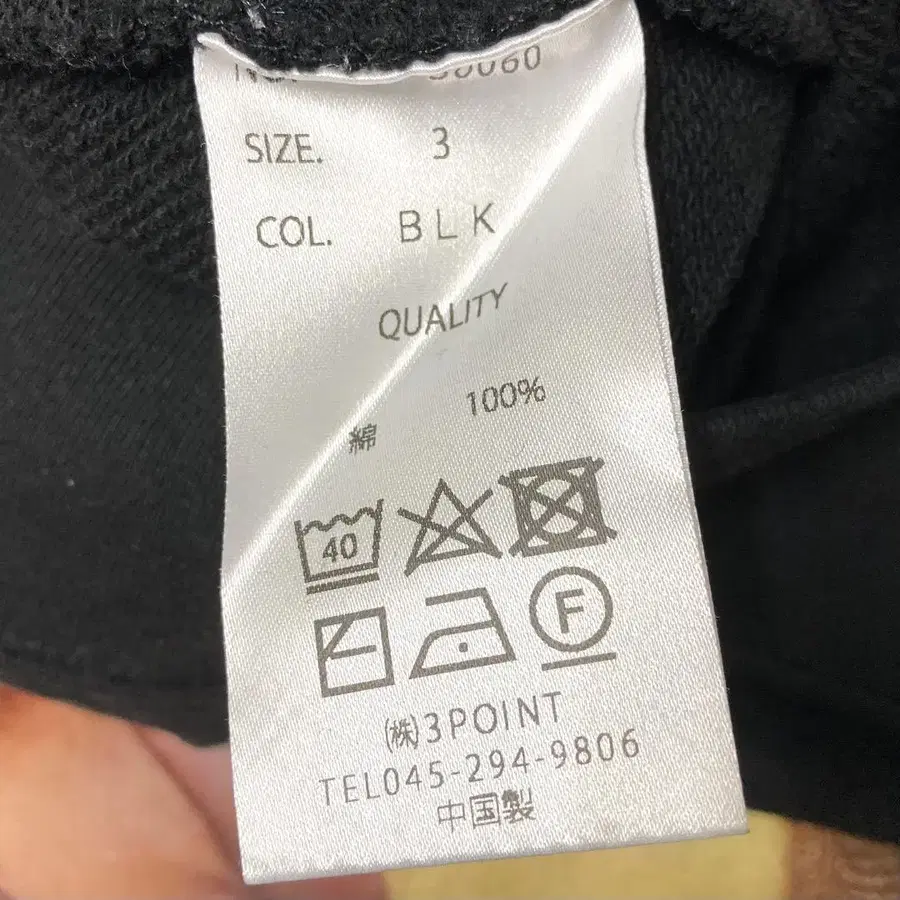 SIZE. 3
COL. BLK
QUALITY
綿 100%
40
F
㈱3POINT
TEL045-294-9806
中国製